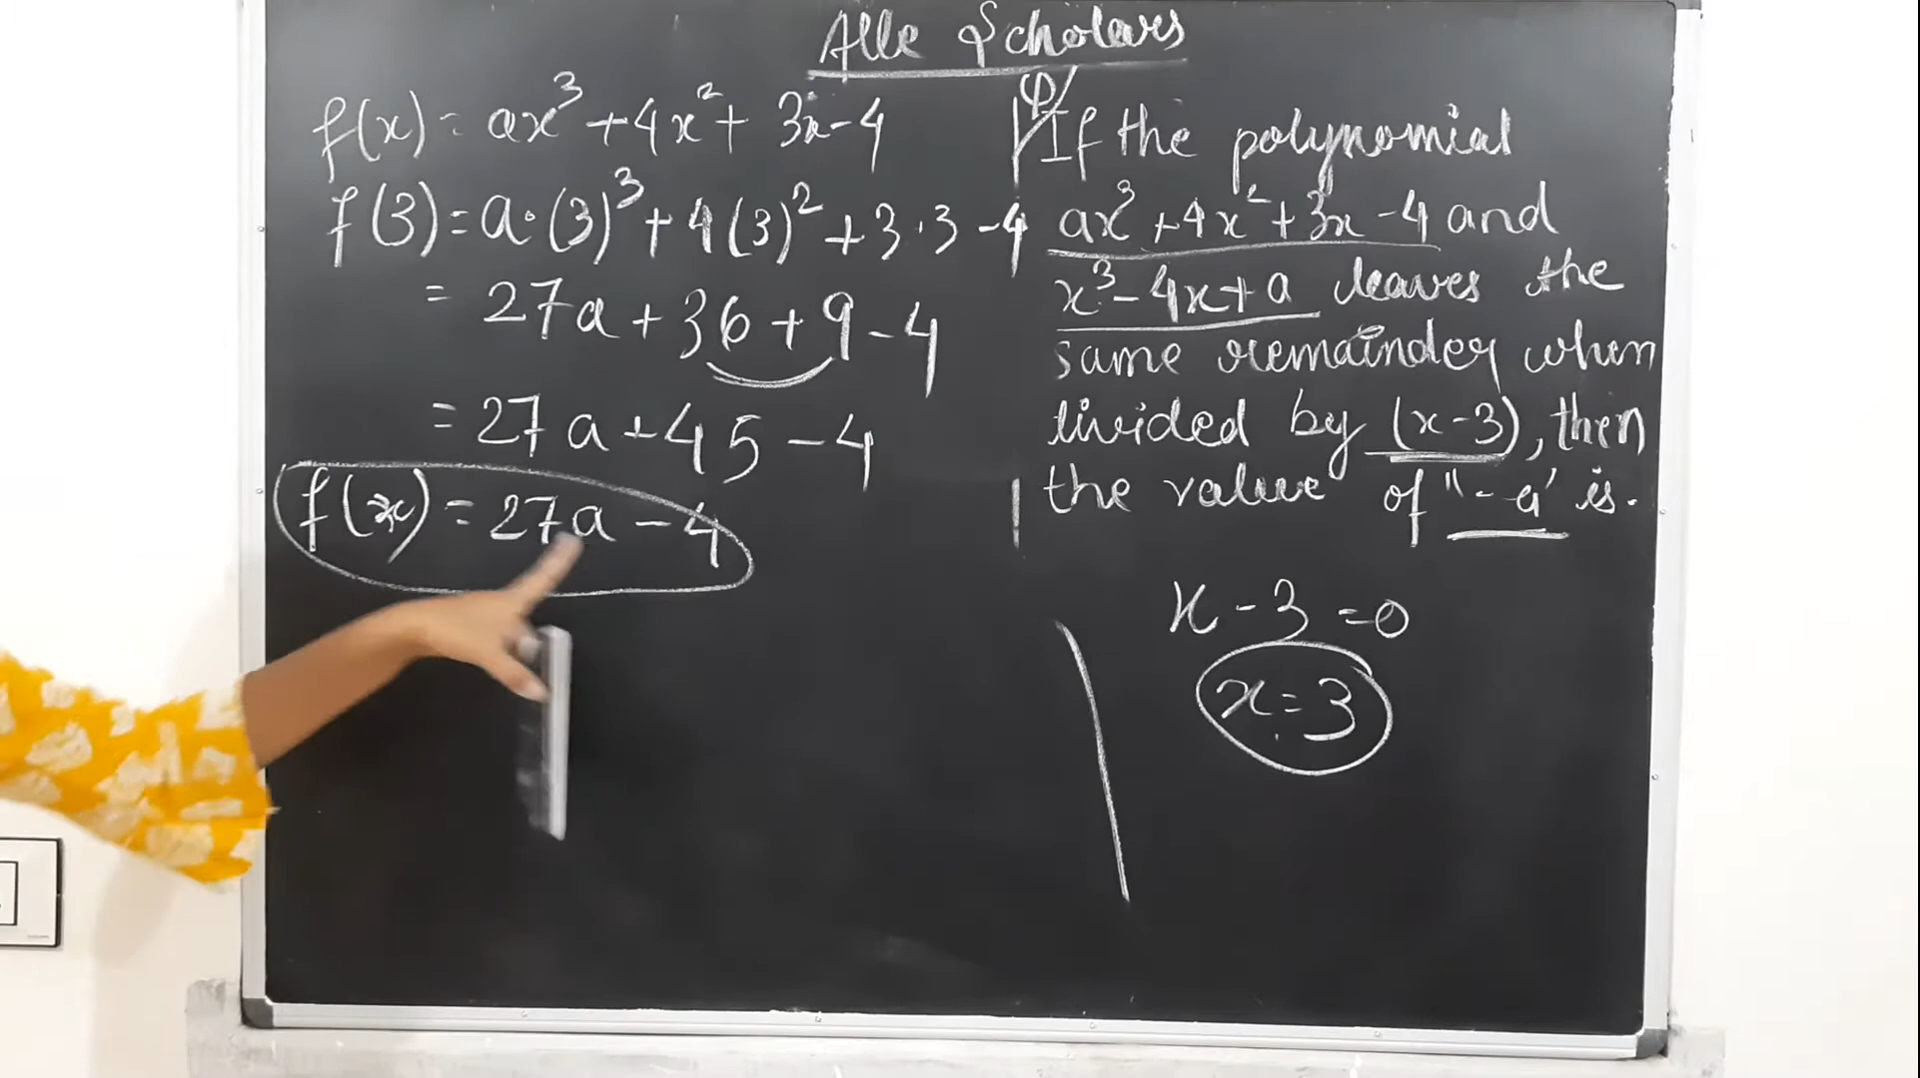 Alle Scholars
f(x) = ax³ + 4x² + 3x - 4
f(3) = a·(3)³ + 4(3)² + 3·3 - 4
= 27a + 36 + 9 - 4
= 27a + 45 - 4
f(x) = 27a - 4
Q/ If the polynomial
ax³ + 4x² + 3x - 4 and
x³ - 4x + a leaves the
same remainder when
divided by (x-3), then
the value of "-a' is.
x - 3 = 0
x = 3